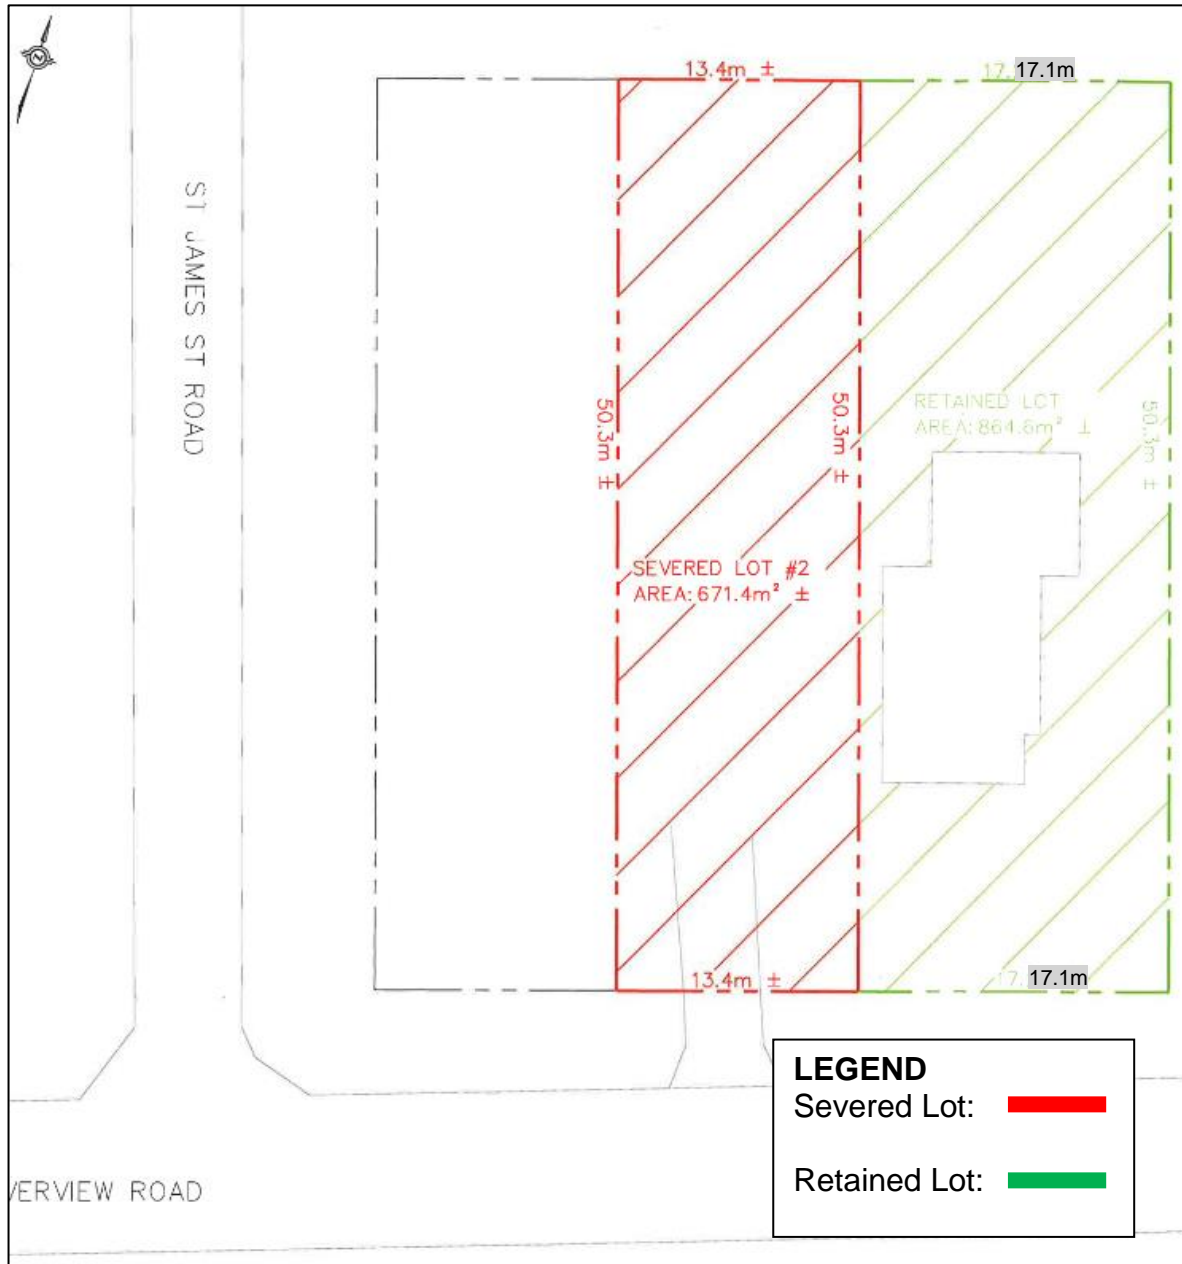 N
13.4m ±
17.1m
ST JAMES ST ROAD
50.3m ±
50.3m ±
RETAINED LOT
AREA: 864.6m² ±
50.3m ±
SEVERED LOT #2
AREA: 671.4m² ±
13.4m ±
17.1m
LEGEND
Severed Lot:
Retained Lot:
VERVIEW ROAD